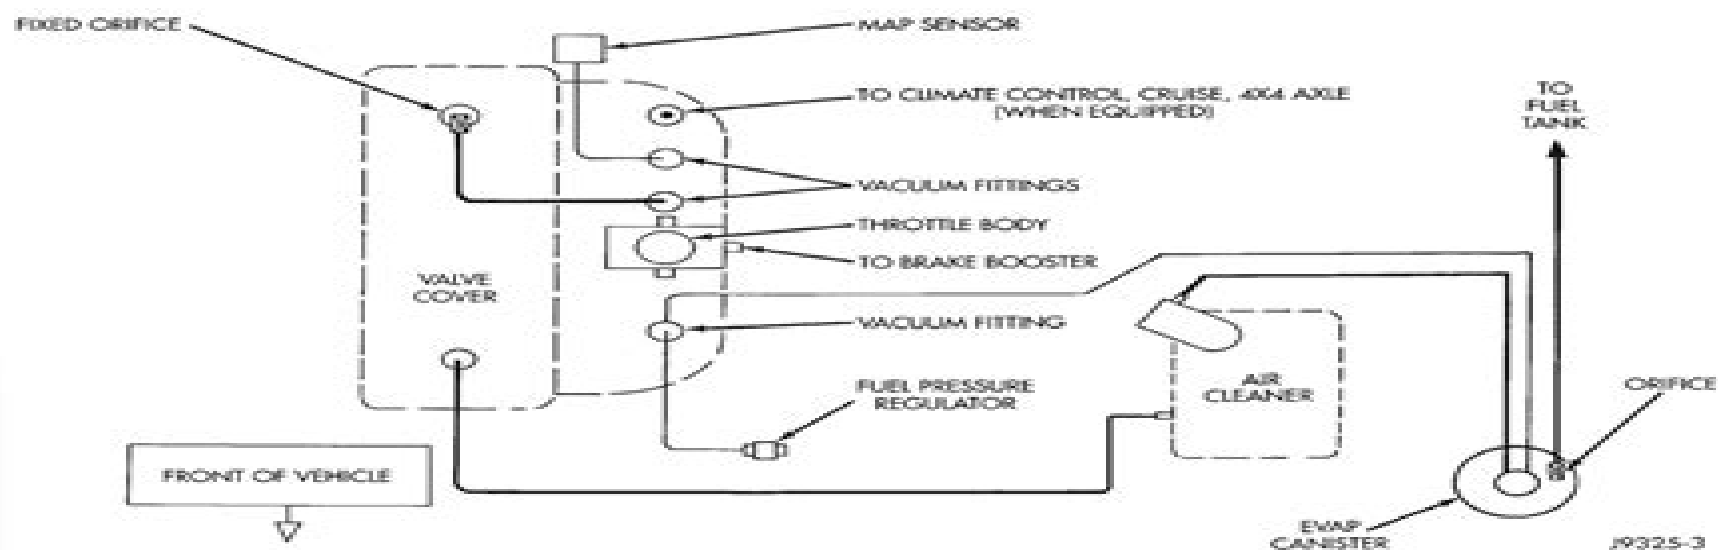 FIXED ORIFICE
MAP SENSOR
TO CLIMATE CONTROL, CRUISE, 4X4 AXLE
(WHEN EQUIPPED)
TO
FUEL
TANK
VACUUM FITTINGS
THROTTLE BODY
TO BRAKE BOOSTER
VALVE
COVER
VACUUM FITTING
FUEL PRESSURE
REGULATOR
AIR
CLEANER
ORIFICE
FRONT OF VEHICLE
EVAP
CANISTER
J9325-3